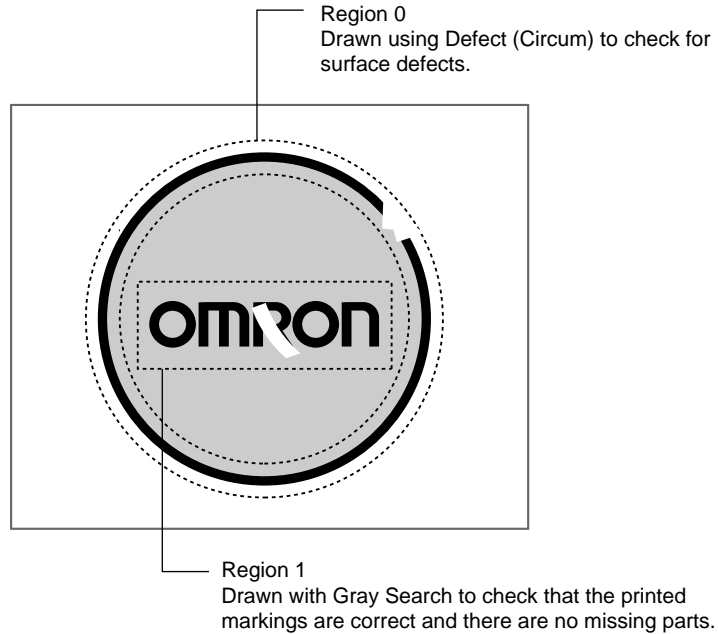 Region 0
Drawn using Defect (Circum) to check for
surface defects.
OMRON
Region 1
Drawn with Gray Search to check that the printed
markings are correct and there are no missing parts.